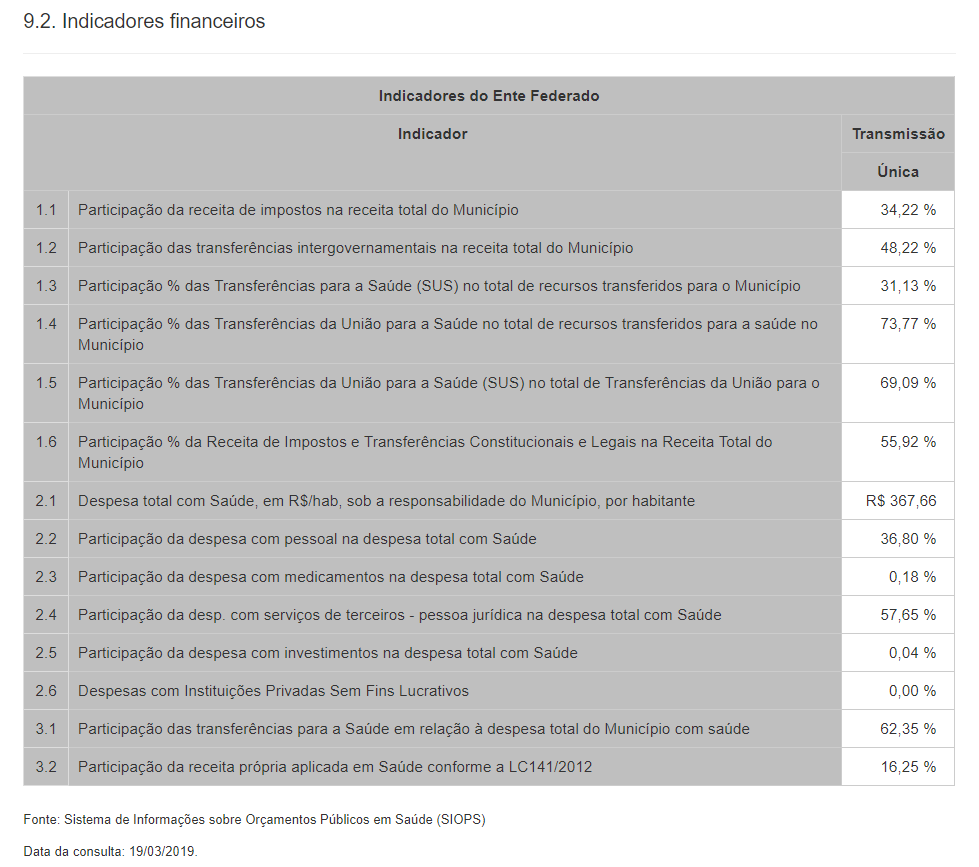 9.2. Indicadores financeiros
Indicadores do Ente Federado
Indicador
Transmissão
Única
1.1 Participação da receita de impostos na receita total do Município 34,22 %
1.2 Participação das transferências intergovernamentais na receita total do Município 48,22 %
1.3 Participação % das Transferências para a Saúde (SUS) no total de recursos transferidos para o Município 31,13 %
1.4 Participação % das Transferências da União para a Saúde no total de recursos transferidos para a saúde no 73,77 %
Município
1.5 Participação % das Transferências da União para a Saúde (SUS) no total de Transferências da União para o 69,09 %
Município
1.6 Participação % da Receita de Impostos e Transferências Constitucionais e Legais na Receita Total do 55,92 %
Município
2.1 Despesa total com Saúde, em R$/hab, sob a responsabilidade do Município, por habitante R$ 367,66
2.2 Participação da despesa com pessoal na despesa total com Saúde 36,80 %
2.3 Participação da despesa com medicamentos na despesa total com Saúde 0,18 %
2.4 Participação da desp. com serviços de terceiros - pessoa jurídica na despesa total com Saúde 57,65 %
2.5 Participação da despesa com investimentos na despesa total com Saúde 0,04 %
2.6 Despesas com Instituições Privadas Sem Fins Lucrativos 0,00 %
3.1 Participação das transferências para a Saúde em relação à despesa total do Município com saúde 62,35 %
3.2 Participação da receita própria aplicada em Saúde conforme a LC141/2012 16,25 %
Fonte: Sistema de Informações sobre Orçamentos Públicos em Saúde (SIOPS)
Data da consulta: 19/03/2019.